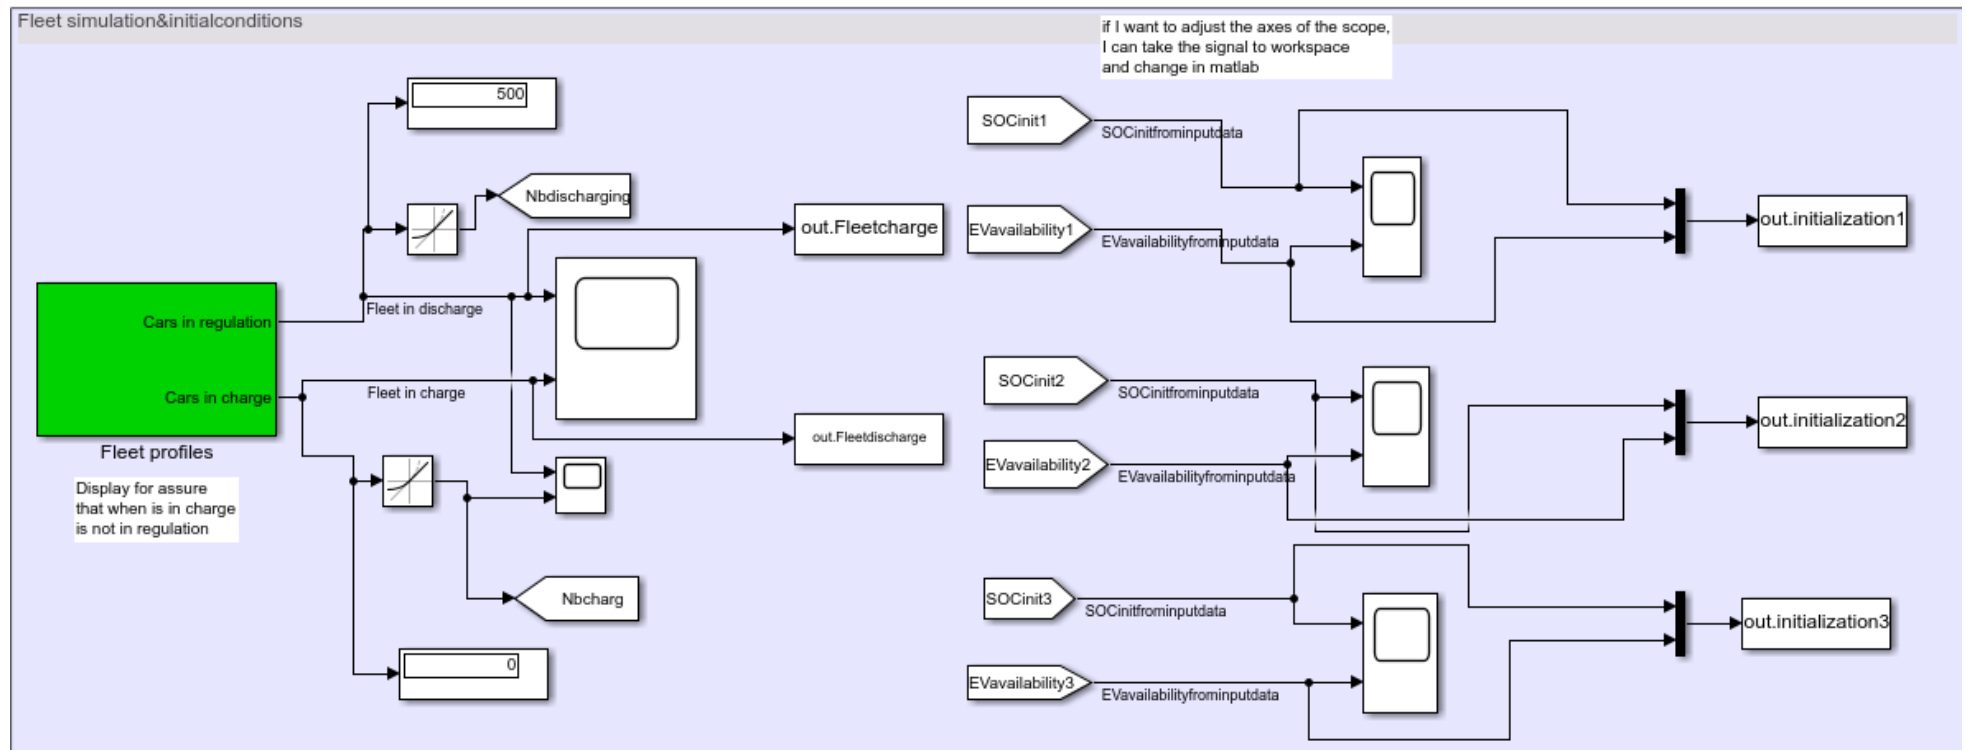 Fleet simulation&initialconditions
if I want to adjust the axes of the scope,
I can take the signal to workspace
and change in matlab
500
Nbdischarging
out.Fleetcharge
Cars in regulation
Fleet in discharge
Cars in charge
Fleet in charge
Fleet profiles
out.Fleetdischarge
Display for assure
that when is in charge
is not in regulation
Nbcharg
0
SOCinit1
SOCinitfrominputdata
EVavailability1
EVavailabilityfrominputdata
out.initialization1
SOCinit2
SOCinitfrominputdata
EVavailability2
EVavailabilityfrominputdata
out.initialization2
SOCinit3
SOCinitfrominputdata
EVavailability3
EVavailabilityfrominputdata
out.initialization3